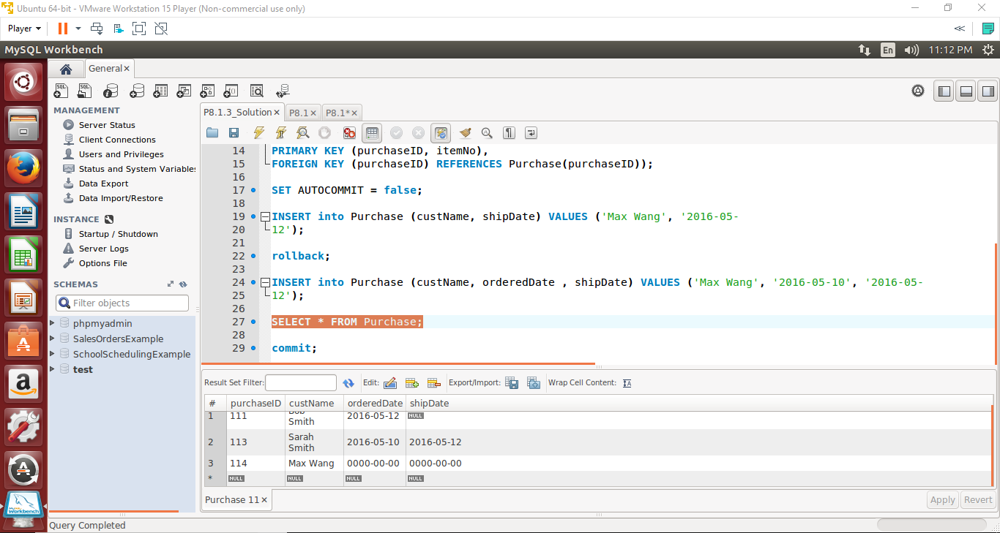 Ubuntu 64-bit - VMware Workstation 15 Player (Non-commercial use only)
Player
MySQL Workbench
En
11:12 PM
General
MANAGEMENT
Server Status
Client Connections
Users and Privileges
Status and System Variables
Data Export
Data Import/Restore
INSTANCE
Startup / Shutdown
Server Logs
Options File
SCHEMAS
Filter objects
phpmyadmin
SalesOrdersExample
SchoolSchedulingExample
test
P8.1.3_Solution P8.1 P8.1*
14 PRIMARY KEY (purchaseID, itemNo),
15 FOREIGN KEY (purchaseID) REFERENCES Purchase(purchaseID));
16
17 SET AUTOCOMMIT = false;
18
19 INSERT into Purchase (custName, shipDate) VALUES ('Max Wang', '2016-05-
20 12');
21
22 rollback;
23
24 INSERT into Purchase (custName, orderedDate , shipDate) VALUES ('Max Wang', '2016-05-10', '2016-05-
25 12');
26
27 SELECT * FROM Purchase;
28
29 commit;
Result Set Filter: Edit: Export/Import: Wrap Cell Content:
# purchaseID custName orderedDate shipDate
1 111 Bob Smith 2016-05-12 NULL
2 113 Sarah Smith 2016-05-10 2016-05-12
3 114 Max Wang 0000-00-00 0000-00-00
* NULL NULL NULL NULL
Purchase 11
Apply Revert
Query Completed